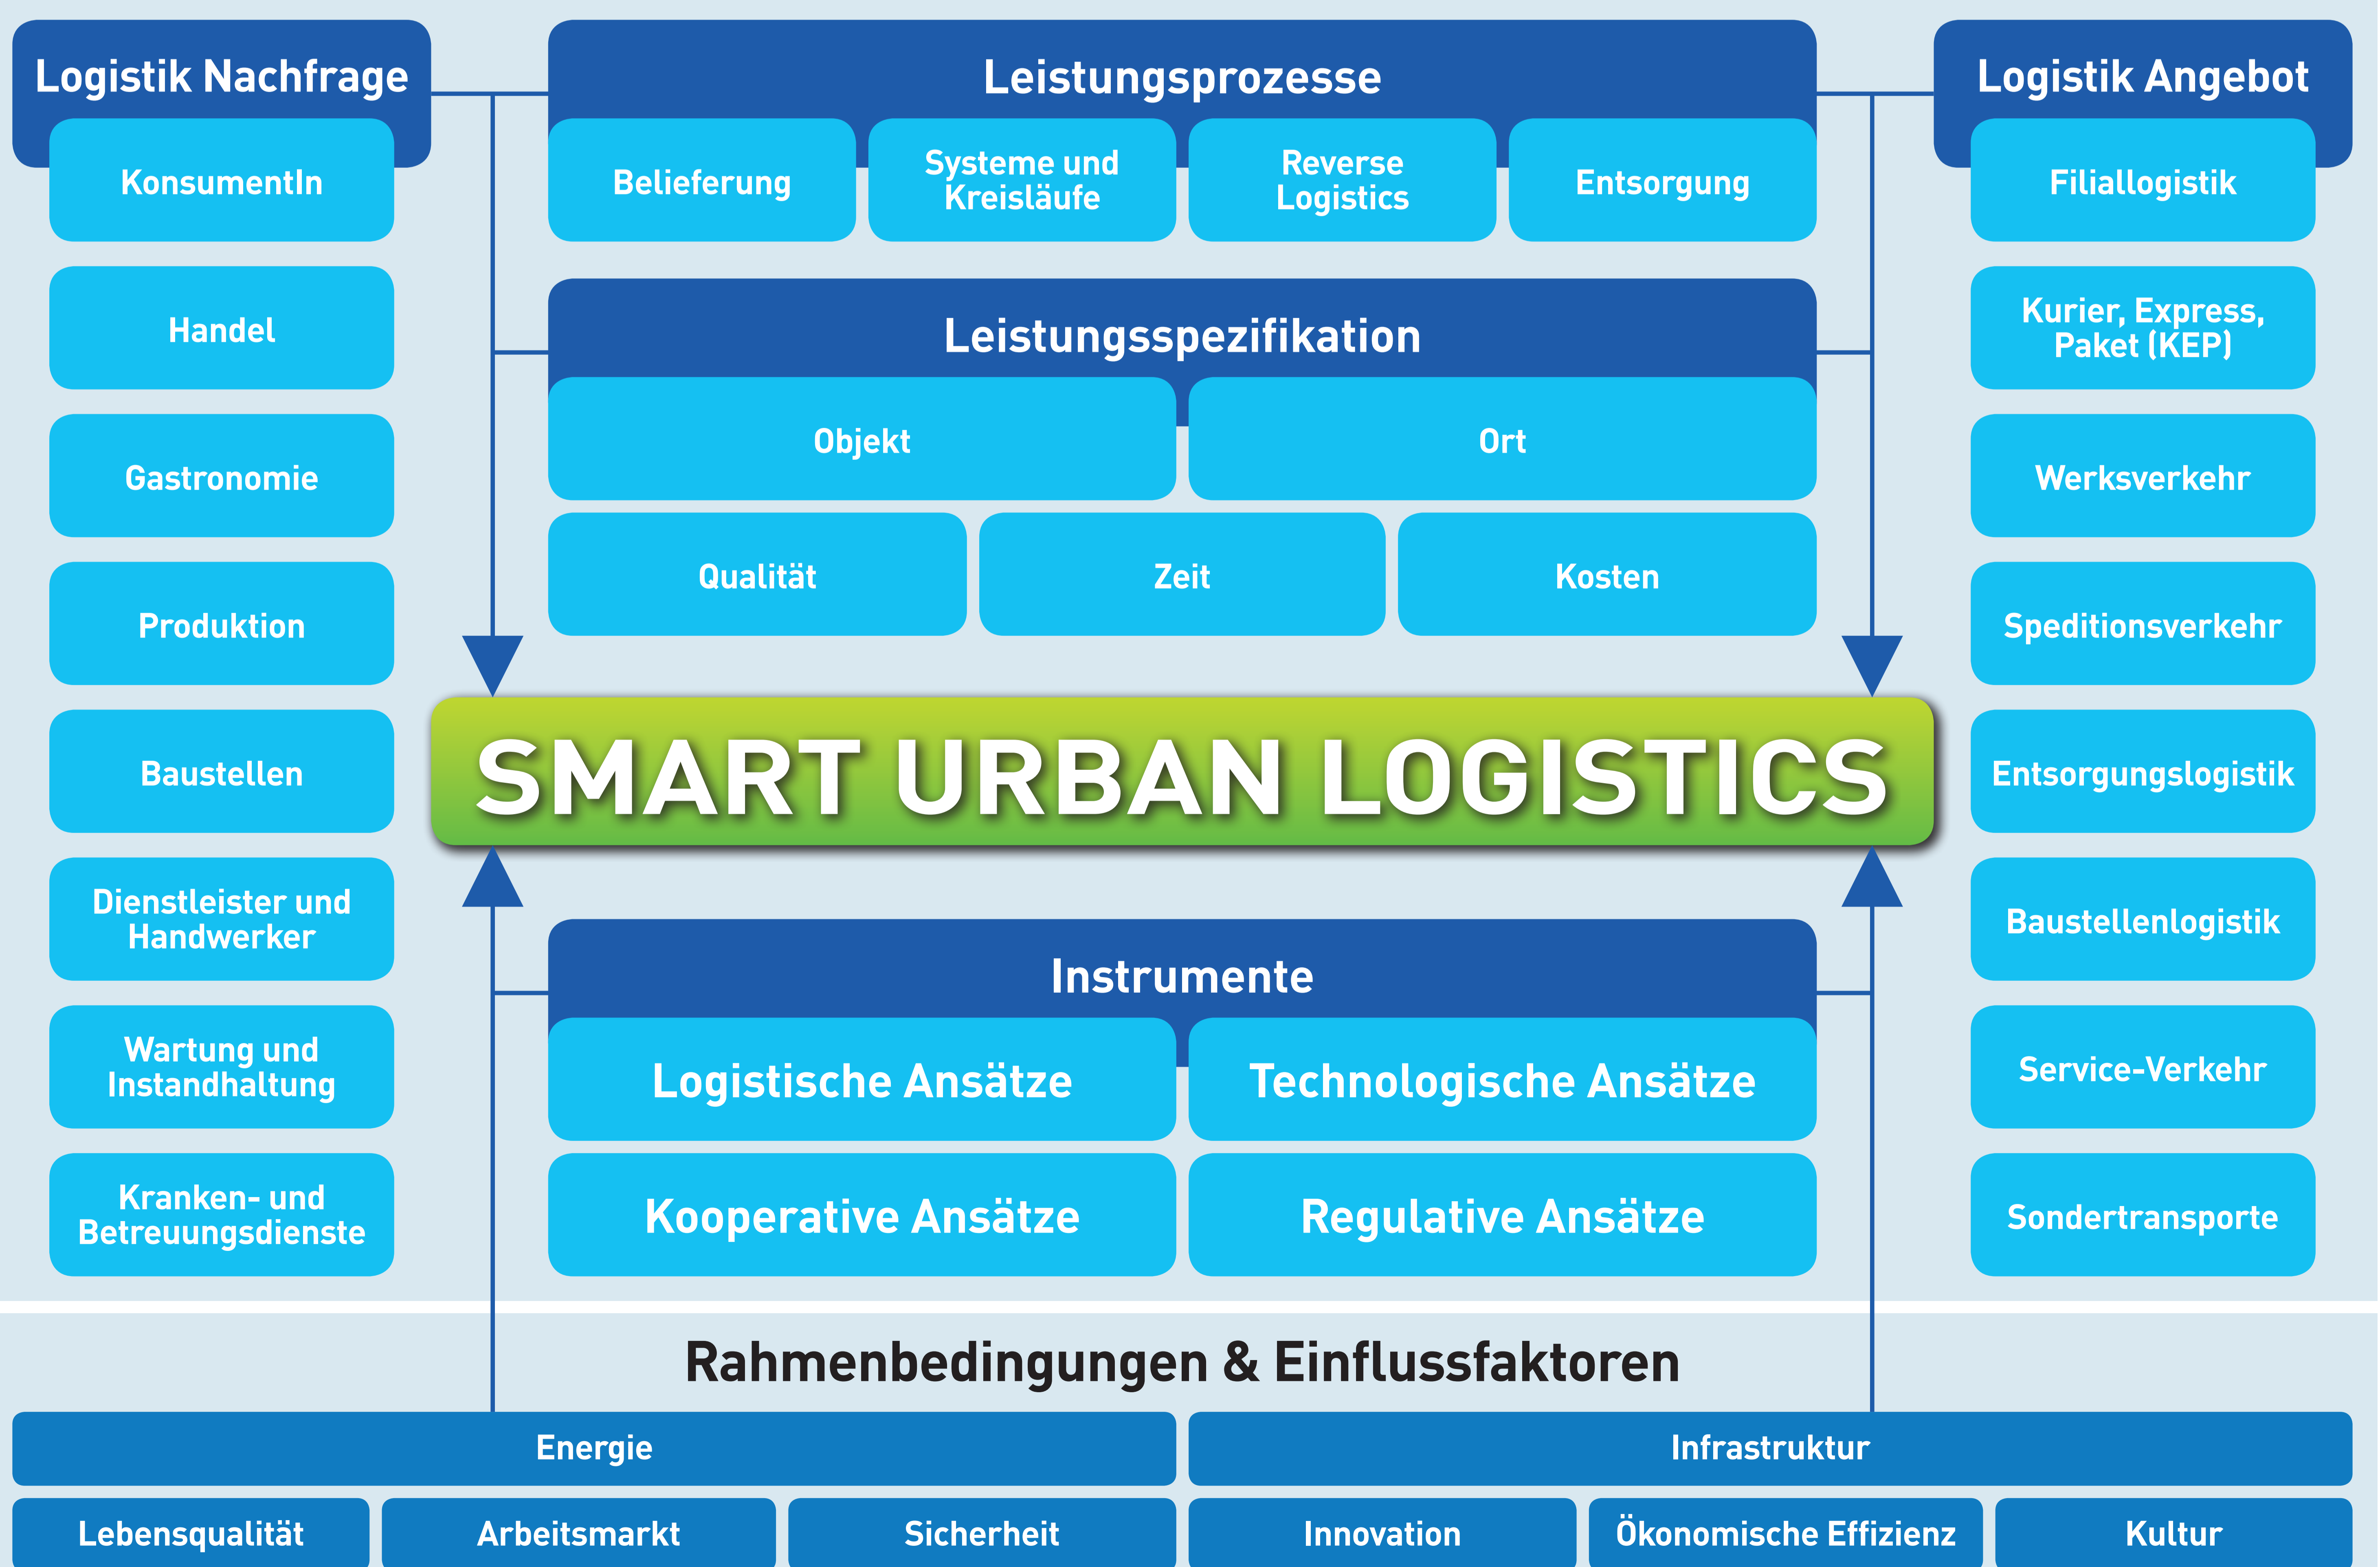 Logistik Nachfrage
KonsumentIn
Handel
Gastronomie
Produktion
Baustellen
Dienstleister und
Handwerker
Wartung und
Instandhaltung
Kranken- und
Betreuungsdienste
Leistungsprozesse
Belieferung
Systeme und
Kreisläufe
Reverse
Logistics
Entsorgung
Leistungsspezifikation
Objekt
Ort
Qualität
Zeit
Kosten
SMART URBAN LOGISTICS
Instrumente
Logistische Ansätze
Technologische Ansätze
Kooperative Ansätze
Regulative Ansätze
Logistik Angebot
Filiallogistik
Kurier, Express,
Paket (KEP)
Werksverkehr
Speditionsverkehr
Entsorgungslogistik
Baustellenlogistik
Service-Verkehr
Sondertransporte
Rahmenbedingungen & Einflussfaktoren
Energie
Infrastruktur
Lebensqualität
Arbeitsmarkt
Sicherheit
Innovation
Ökonomische Effizienz
Kultur